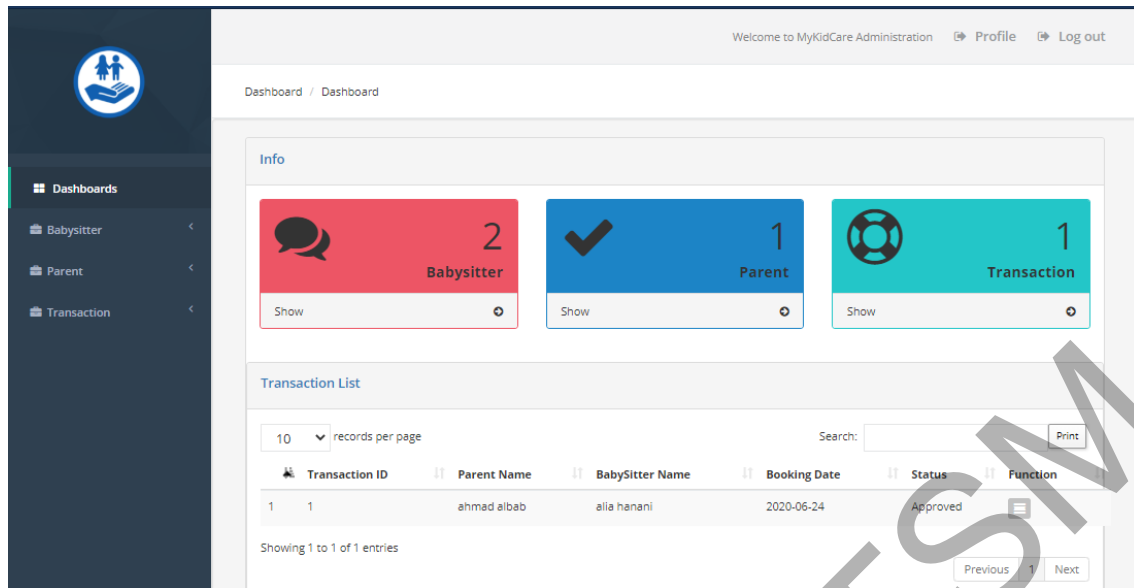 Welcome to MyKidCare Administration Profile Log out
Dashboard / Dashboard
Dashboards
Babysitter
Parent
Transaction
Info
2
Babysitter
Show
1
Parent
Show
1
Transaction
Show
Transaction List
10 records per page Search: Print
Transaction ID Parent Name BabySitter Name Booking Date Status Function
1 1 ahmad albab alia hanani 2020-06-24 Approved
Showing 1 to 1 of 1 entries
Previous 1 Next
TSM